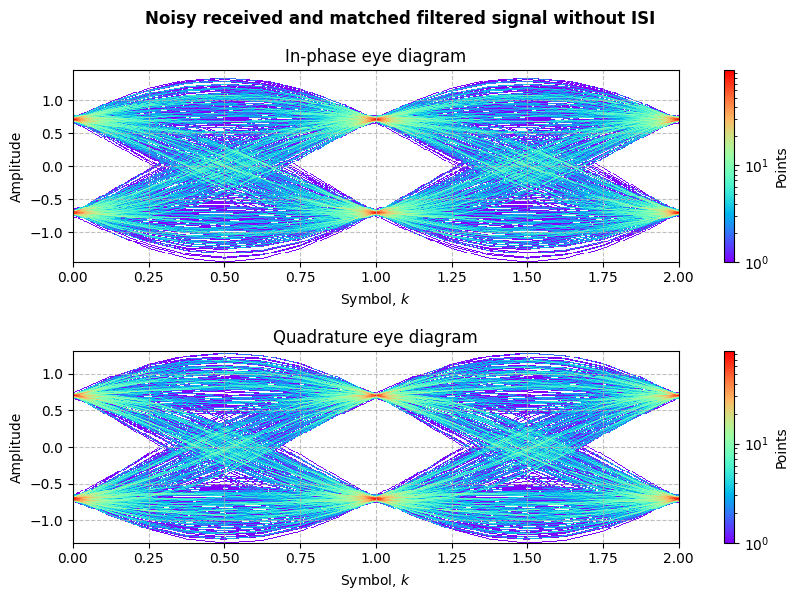 Noisy received and matched filtered signal without ISI
In-phase eye diagram
Amplitude
1.0
0.5
0.0
−0.5
−1.0
0.00 0.25 0.50 0.75 1.00 1.25 1.50 1.75 2.00
Symbol, k
10¹
10⁰
Points
Quadrature eye diagram
Amplitude
1.0
0.5
0.0
−0.5
−1.0
0.00 0.25 0.50 0.75 1.00 1.25 1.50 1.75 2.00
Symbol, k
10¹
10⁰
Points